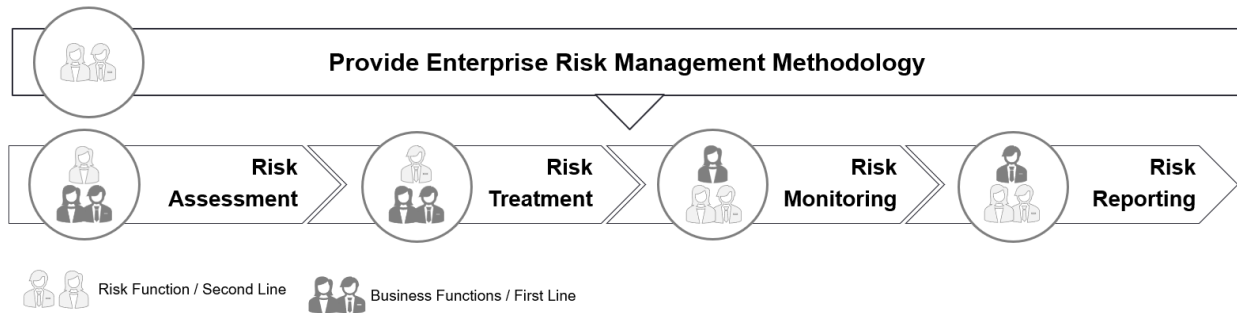 Provide Enterprise Risk Management Methodology
Risk
Assessment
Risk
Treatment
Risk
Monitoring
Risk
Reporting
Risk Function / Second Line
Business Functions / First Line